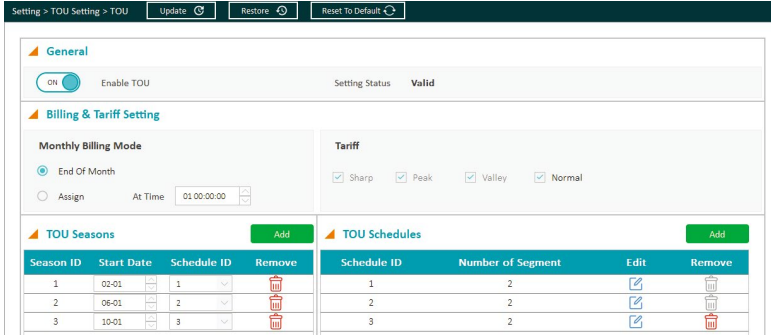 Setting > TOU Setting > TOU Update Restore Reset To Default
General
ON Enable TOU Setting Status Valid
Billing & Tariff Setting
Monthly Billing Mode Tariff
End Of Month
Sharp Peak Valley Normal
Assign At Time 01 00:00:00
TOU Seasons Add TOU Schedules Add
Season ID Start Date Schedule ID Remove Schedule ID Number of Segment Edit Remove
1 02-01 1 1 2
2 06-01 2 2 2
3 10-01 3 3 2